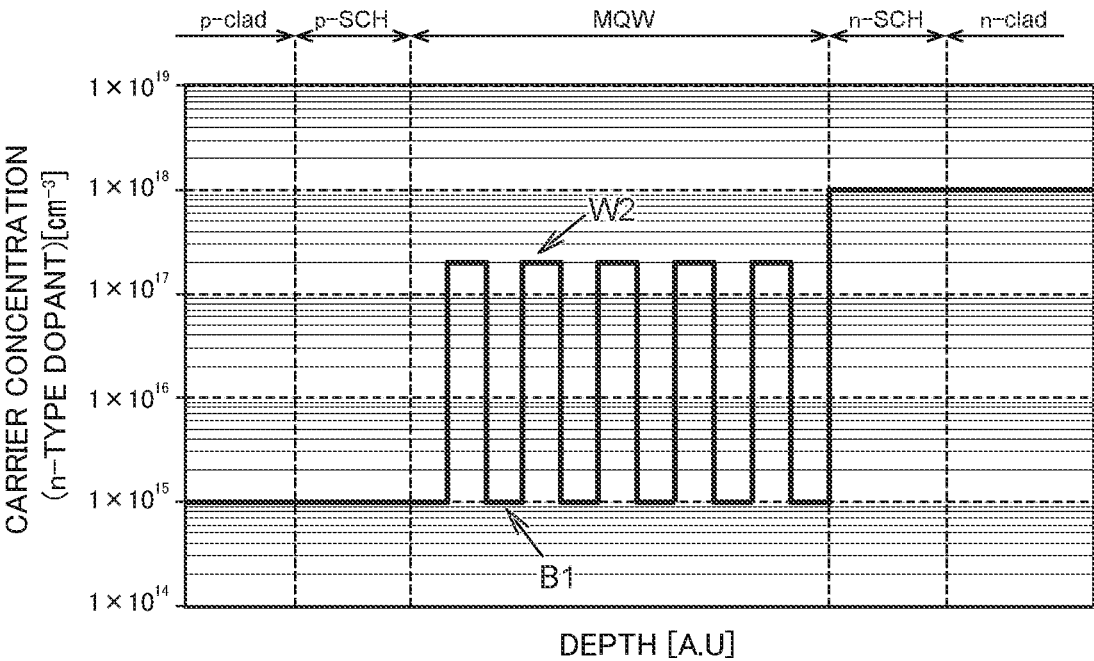 p-clad p-SCH MQW n-SCH n-clad
1×10¹⁹
1×10¹⁸
1×10¹⁷
1×10¹⁶
1×10¹⁵
1×10¹⁴
CARRIER CONCENTRATION
(n-TYPE DOPANT)[cm⁻³]
W2
B1
DEPTH [A.U]